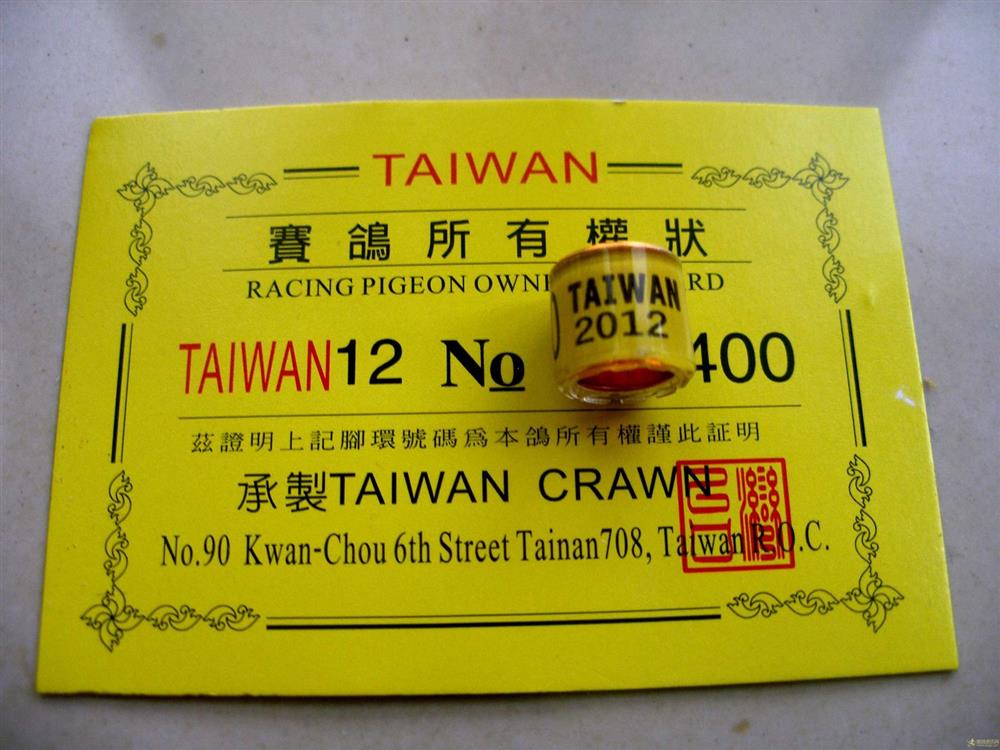 TAIWAN
賽鴿所有權狀
RACING PIGEON OWNE RD
TAIWAN12 No 400
TAIWAN
2012
茲證明上記腳環號碼爲本鴿所有權謹此証明
承製TAIWAN CRAWN
No.90 Kwan-Chou 6th Street Tainan708, Taiwan R.O.C.